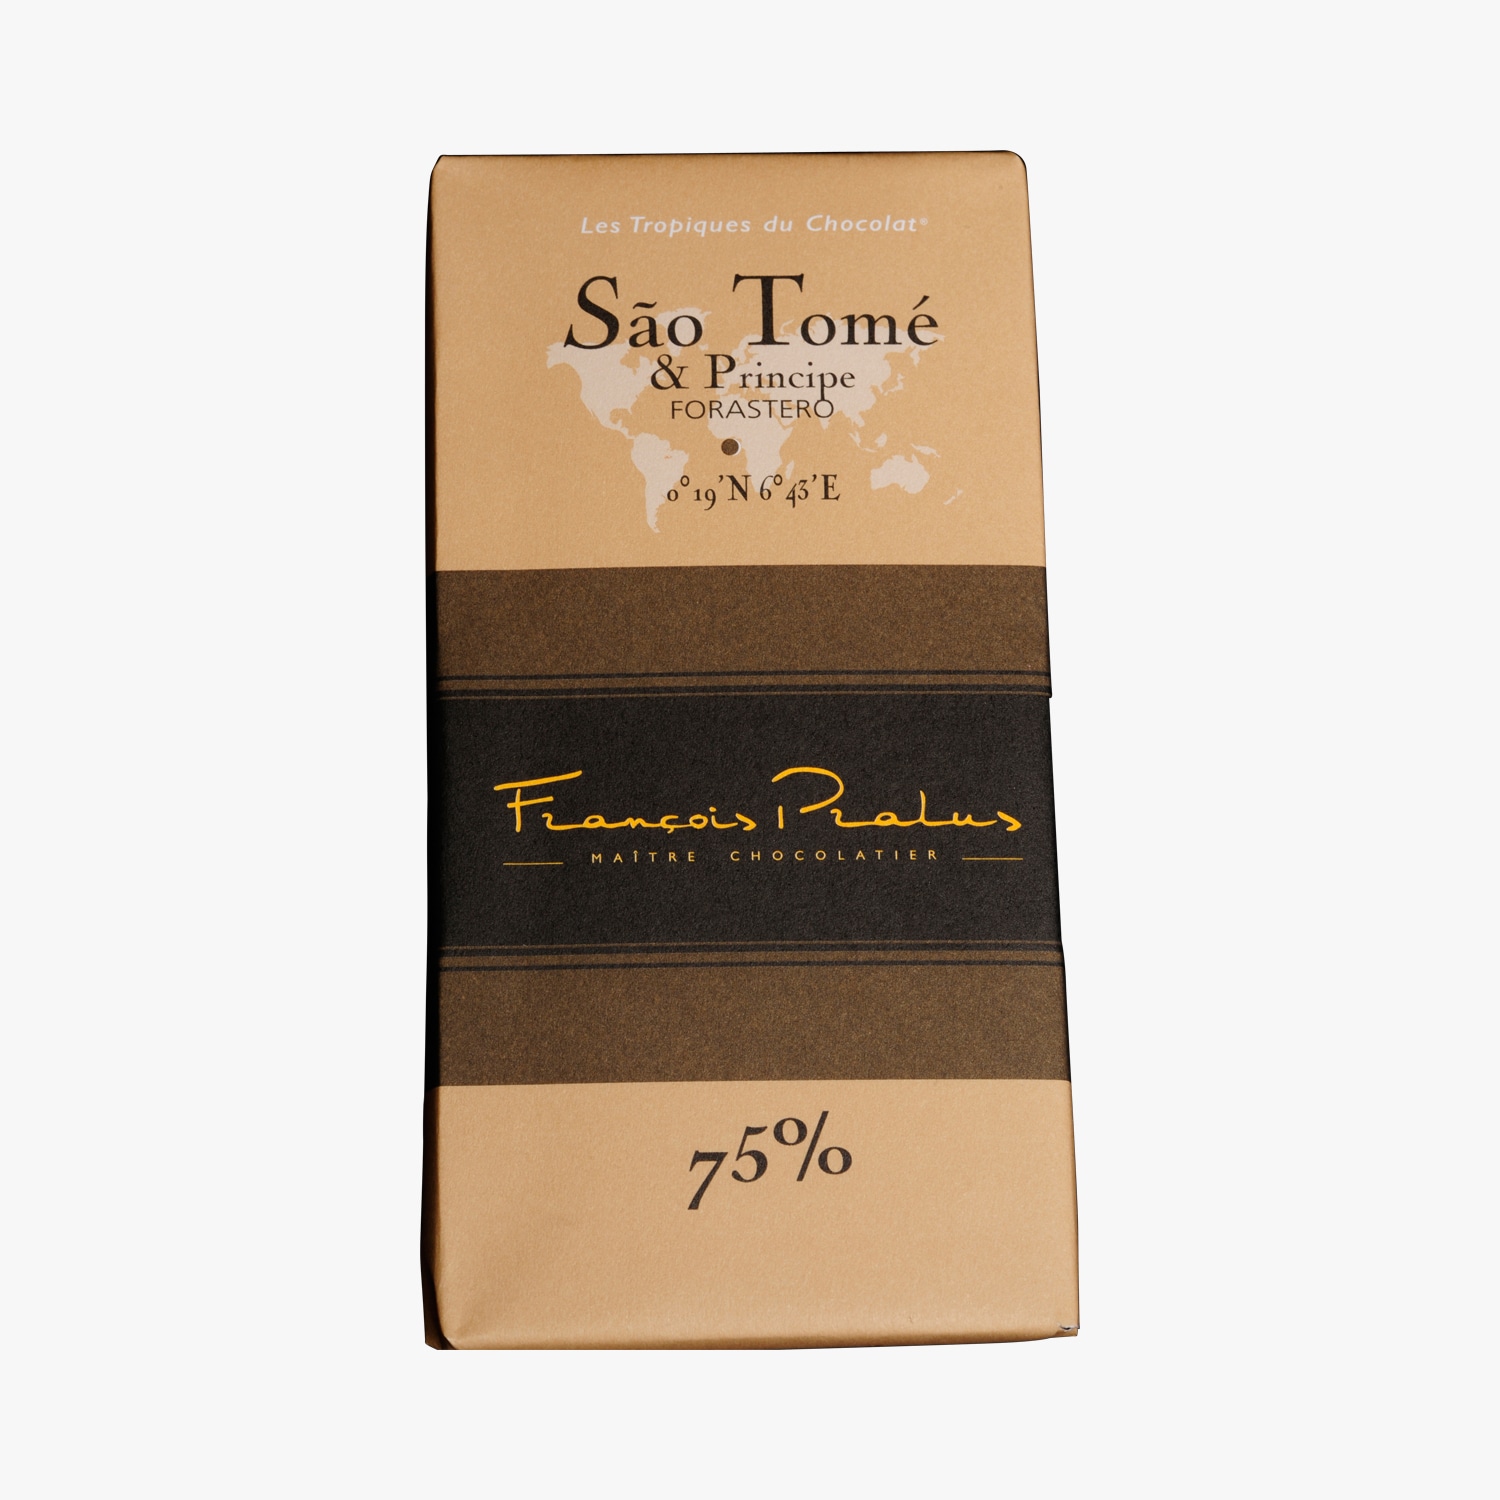 Les Tropiques du Chocolat®
São Tomé
& Principe
FORASTERO
0°19'N 6°43'E
François Pralus
MAÎTRE CHOCOLATIER
75%